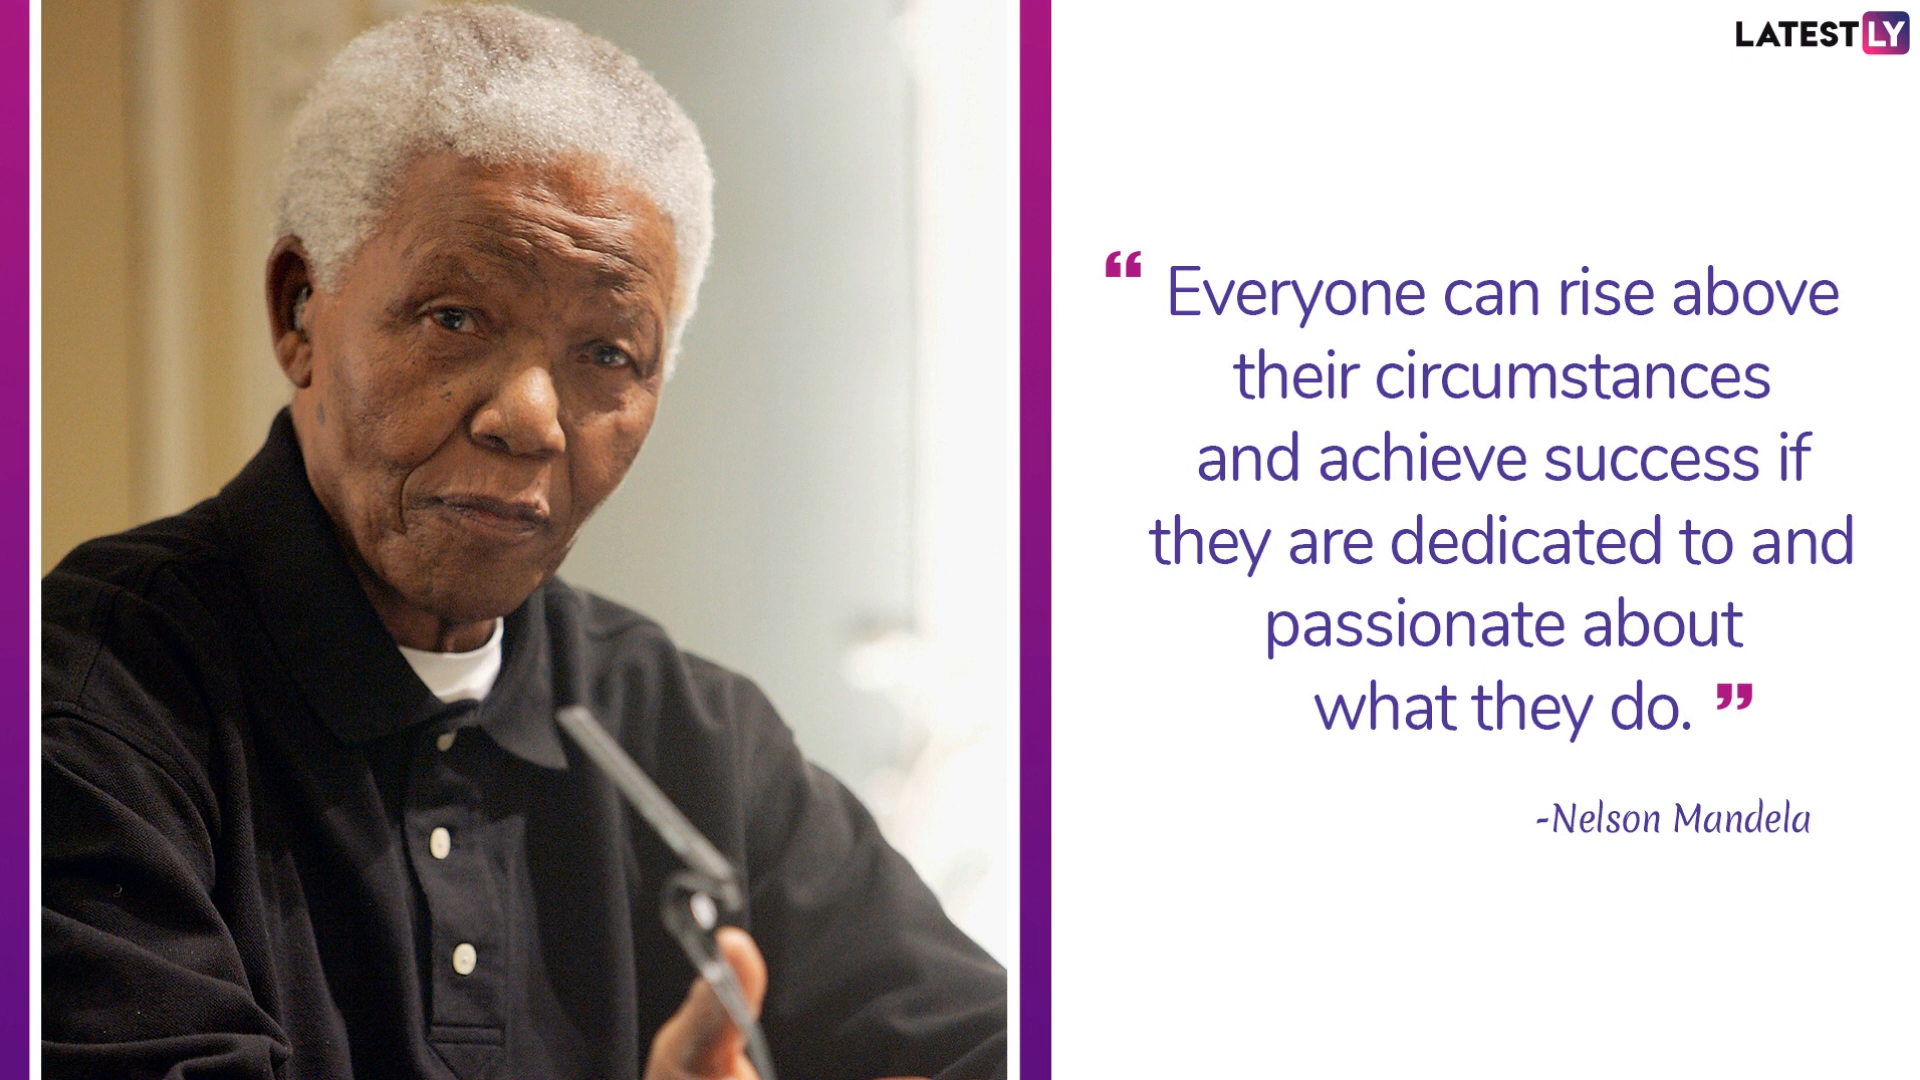 LATESTLY
“ Everyone can rise above
their circumstances
and achieve success if
they are dedicated to and
passionate about
what they do. ”
-Nelson Mandela